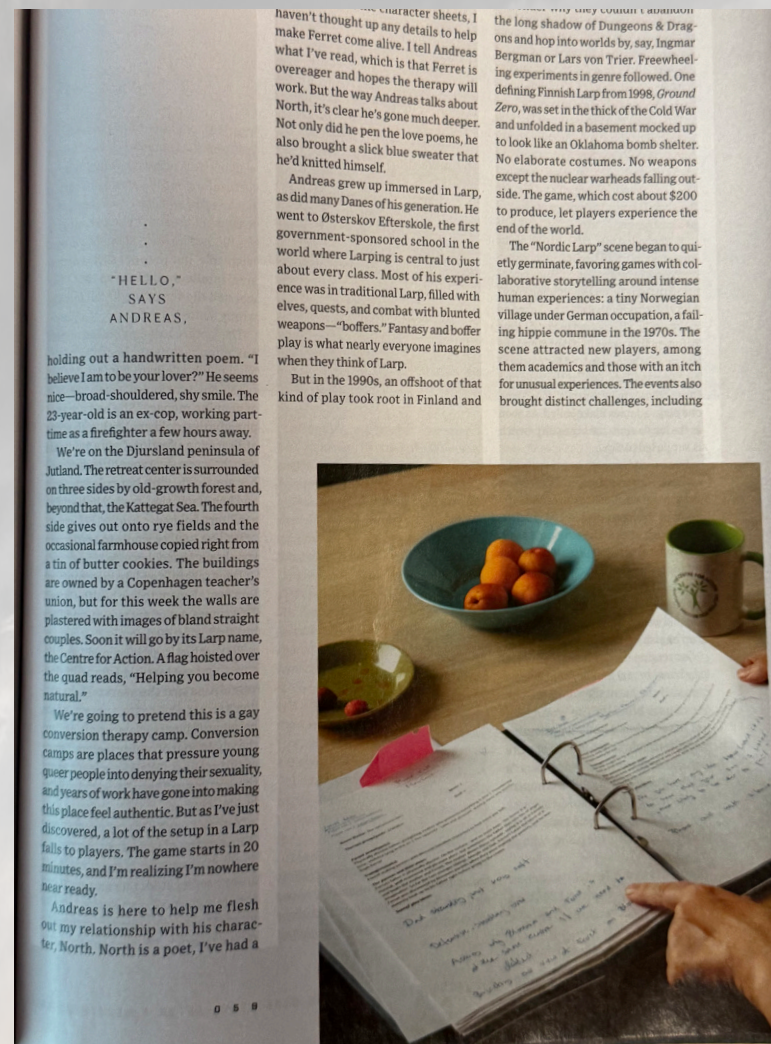 "HELLO,"
SAYS
ANDREAS,
holding out a handwritten poem. "I
believe I am to be your lover?" He seems
nice—broad-shouldered, shy smile. The
23-year-old is an ex-cop, working part-
time as a firefighter a few hours away.
We're on the Djursland peninsula of
Jutland. The retreat center is surrounded
on three sides by old-growth forest and,
beyond that, the Kattegat Sea. The fourth
side gives out onto rye fields and the
occasional farmhouse copied right from
a tin of butter cookies. The buildings
are owned by a Copenhagen teacher's
union, but for this week the walls are
plastered with images of bland straight
couples. Soon it will go by its Larp name,
the Centre for Action. A flag hoisted over
the quad reads, "Helping you become
natural."
We're going to pretend this is a gay
conversion therapy camp. Conversion
camps are places that pressure young
queer people into denying their sexuality,
and years of work have gone into making
this place feel authentic. But as I've just
discovered, a lot of the setup in a Larp
falls to players. The game starts in 20
minutes, and I'm realizing I'm nowhere
near ready.
Andreas is here to help me flesh
out my relationship with his charac-
ter, North. North is a poet, I've had a
character sheets, I
haven't thought up any details to help
make Ferret come alive. I tell Andreas
what I've read, which is that Ferret is
overeager and hopes the therapy will
work. But the way Andreas talks about
North, it's clear he's gone much deeper.
Not only did he pen the love poems, he
also brought a slick blue sweater that
he'd knitted himself.
Andreas grew up immersed in Larp,
as did many Danes of his generation. He
went to Østerskov Efterskole, the first
government-sponsored school in the
world where Larping is central to just
about every class. Most of his experi-
ence was in traditional Larp, filled with
elves, quests, and combat with blunted
weapons—"boffers." Fantasy and boffer
play is what nearly everyone imagines
when they think of Larp.
But in the 1990s, an offshoot of that
kind of play took root in Finland and
why they couldn't abandon
the long shadow of Dungeons & Drag-
ons and hop into worlds by, say, Ingmar
Bergman or Lars von Trier. Freewheel-
ing experiments in genre followed. One
defining Finnish Larp from 1998, Ground
Zero, was set in the thick of the Cold War
and unfolded in a basement mocked up
to look like an Oklahoma bomb shelter.
No elaborate costumes. No weapons
except the nuclear warheads falling out-
side. The game, which cost about $200
to produce, let players experience the
end of the world.
The "Nordic Larp" scene began to qui-
etly germinate, favoring games with col-
laborative storytelling around intense
human experiences: a tiny Norwegian
village under German occupation, a fail-
ing hippie commune in the 1970s. The
scene attracted new players, among
them academics and those with an itch
for unusual experiences. The events also
brought distinct challenges, including